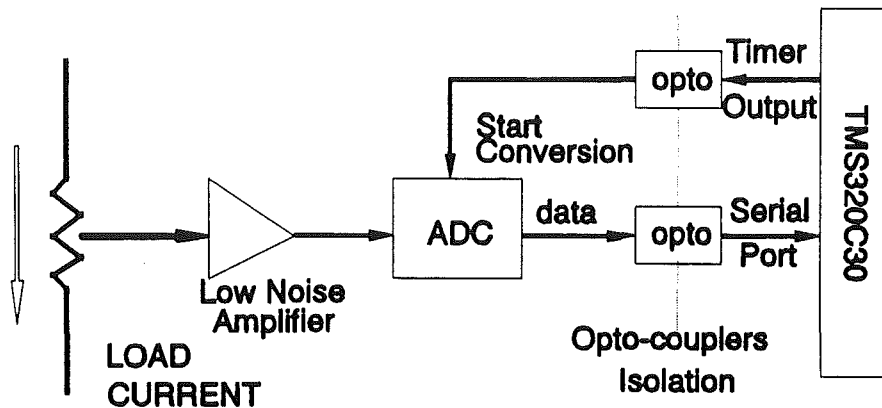 opto
Timer
Output
Start
Conversion
ADC
data
opto
Serial
Port
TMS320C30
Low Noise
Amplifier
LOAD
CURRENT
Opto-couplers
Isolation